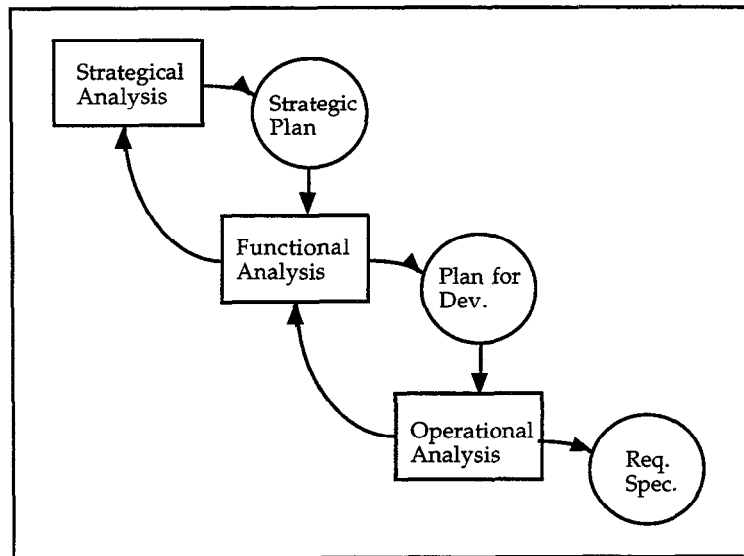 Strategical
Analysis
Strategic
Plan
Functional
Analysis
Plan for
Dev.
Operational
Analysis
Req.
Spec.